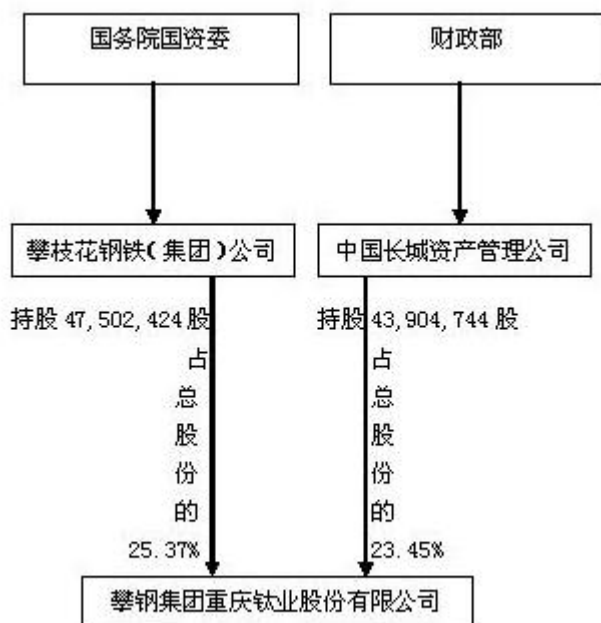 国务院国资委
财政部
攀枝花钢铁(集团)公司
中国长城资产管理公司
持股 47,502,424 股
占
总
股
份
的
25.37%
持股 43,904,744 股
占
总
股
份
的
23.45%
攀钢集团重庆钛业股份有限公司